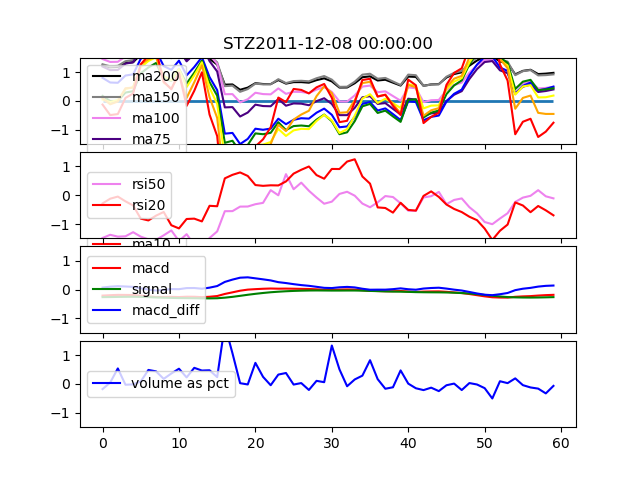 STZ2011-12-08 00:00:00
1
0
−1
ma200
ma150
ma100
ma75
1
0
−1
rsi50
rsi20
ma10
1
0
−1
macd
signal
macd_diff
1
0
−1
volume as pct
0 10 20 30 40 50 60